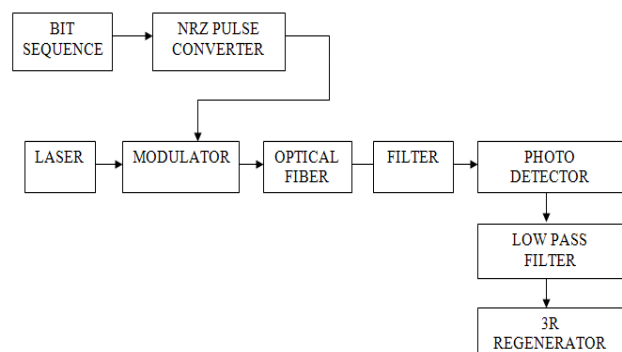 BIT
SEQUENCE
NRZ PULSE
CONVERTER
LASER
MODULATOR
OPTICAL
FIBER
FILTER
PHOTO
DETECTOR
LOW PASS
FILTER
3R
REGENERATOR